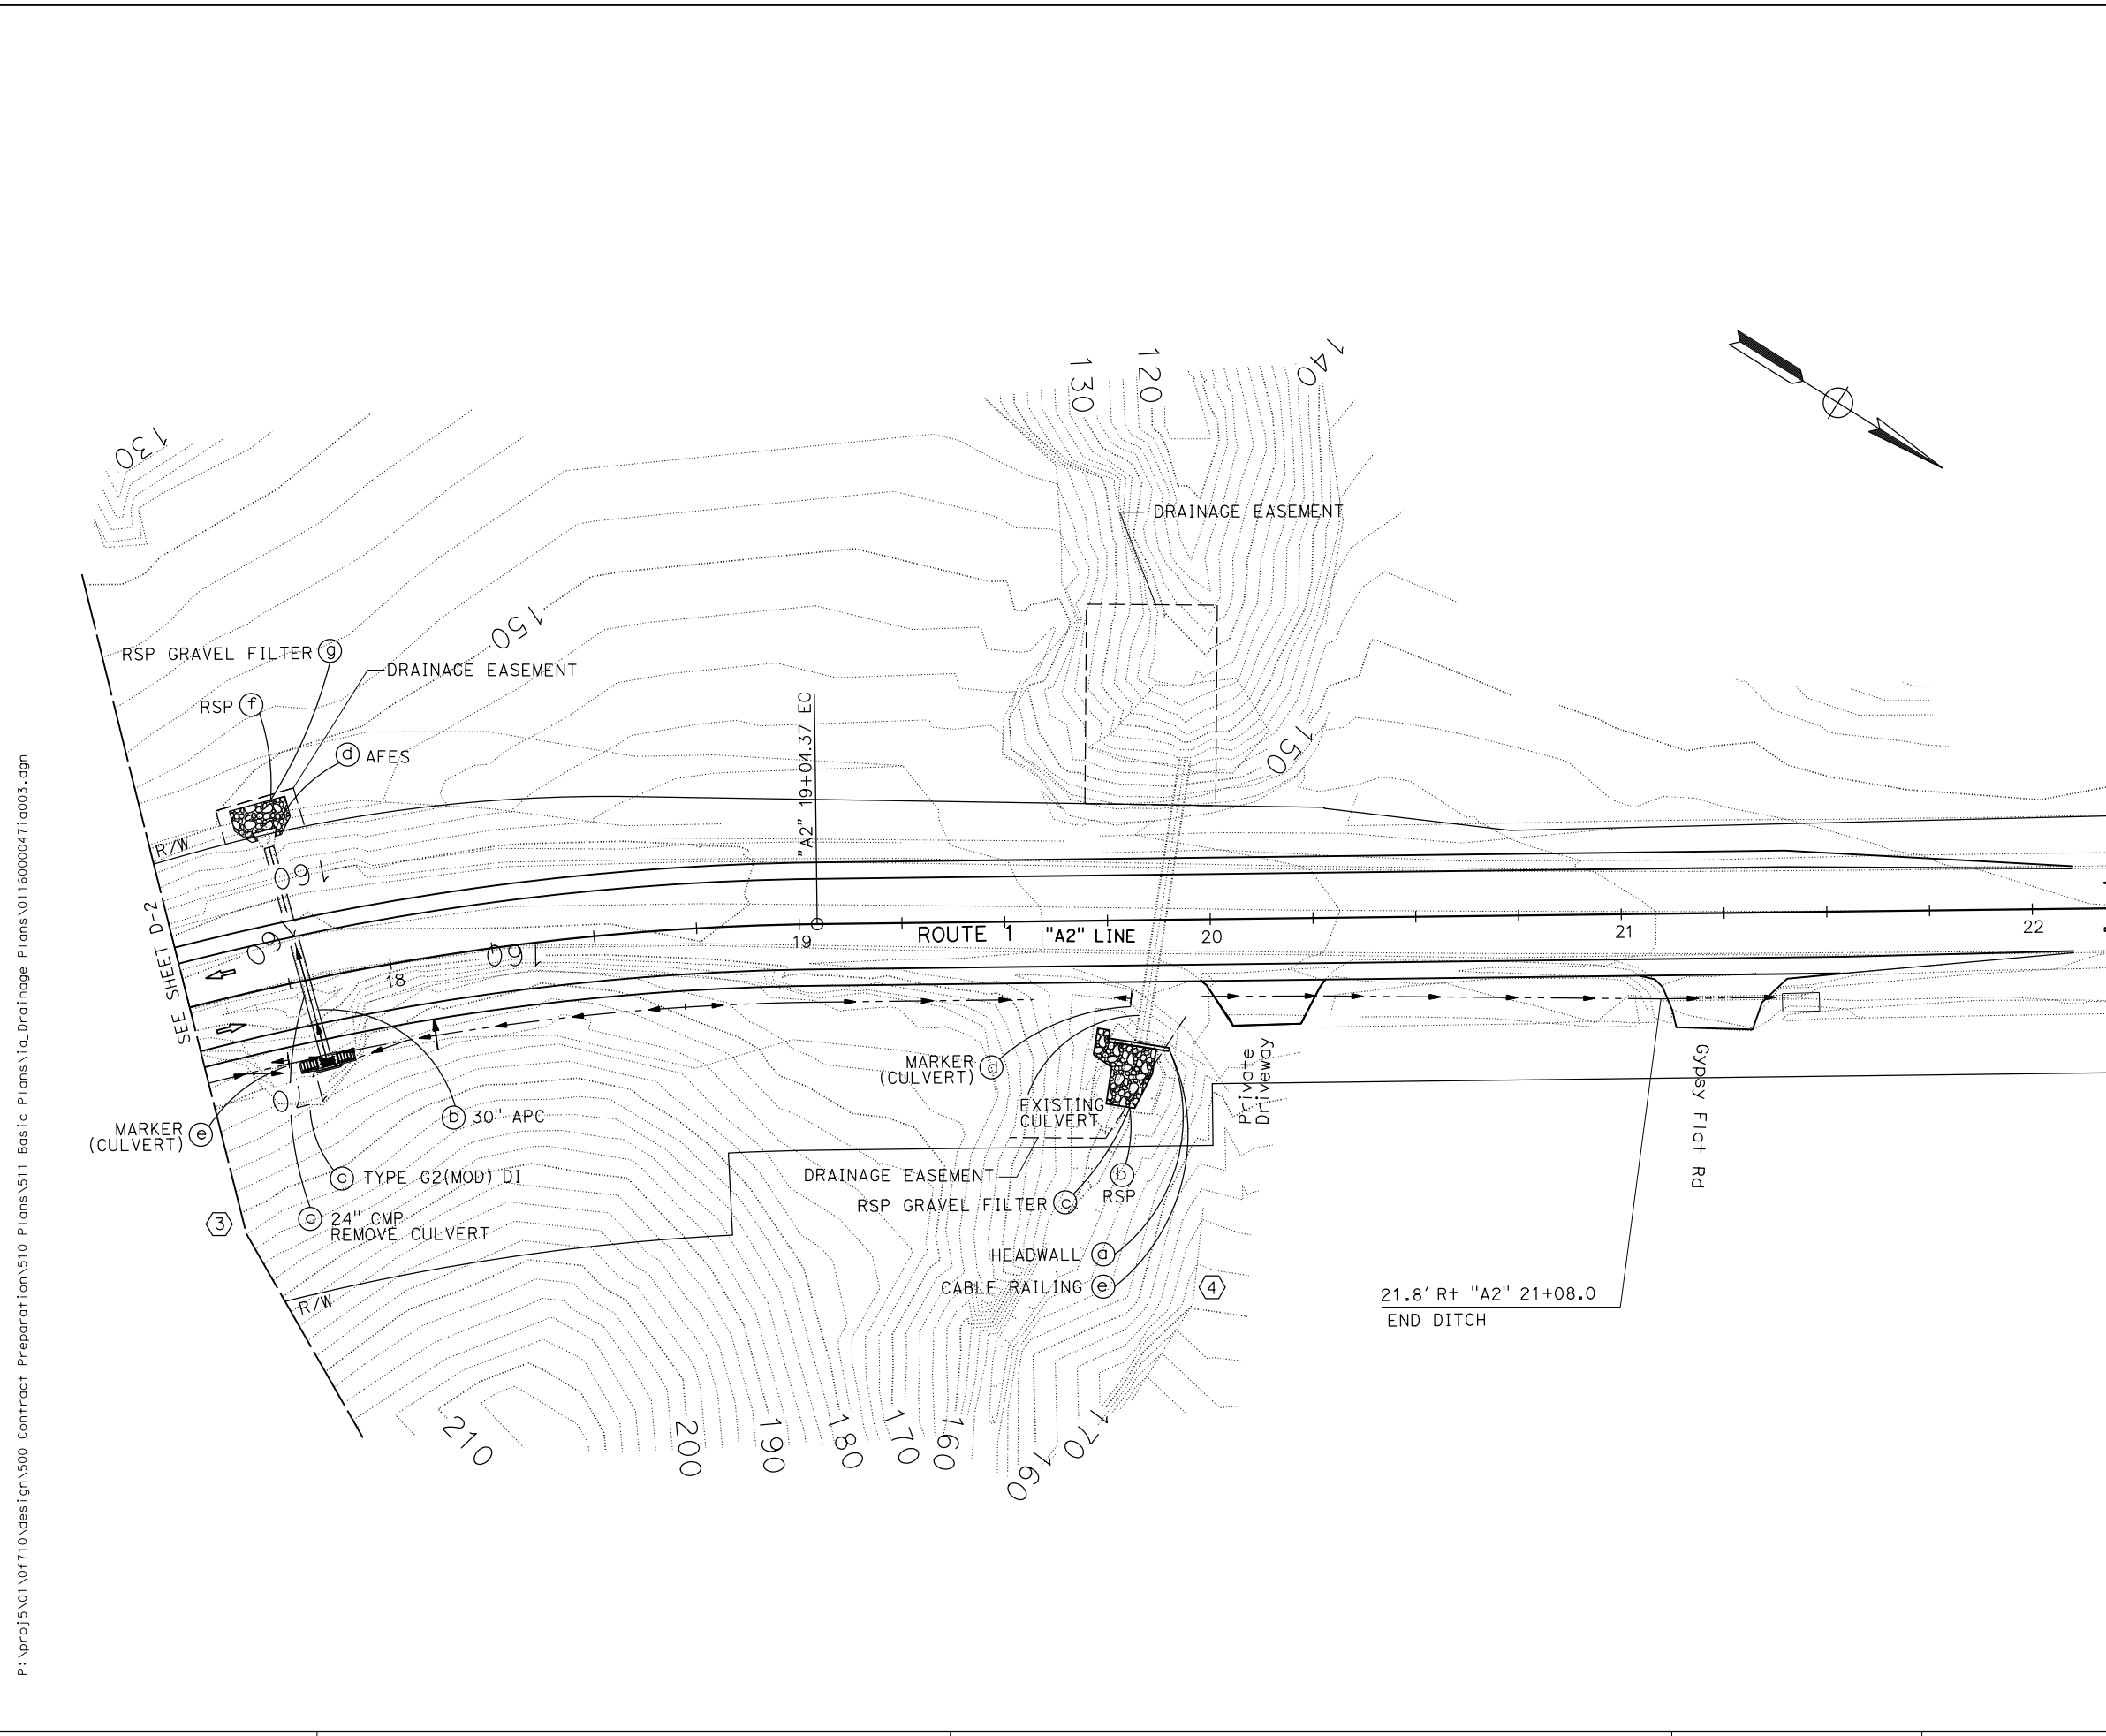 130
120
140
130
DRAINAGE EASEMENT
150
RSP GRAVEL FILTER g
DRAINAGE EASEMENT
RSP f
d AFES
"A2" 19+04.37 EC
150
R/W
160
SEE SHEET D-2
60
160
18
19
ROUTE 1 "A2" LINE
20
21
22
170
MARKER
(CULVERT) e
b 30" APC
c TYPE G2(MOD) DI
a 24" CMP
REMOVE CULVERT
3
R/W
MARKER
(CULVERT) d
EXISTING
CULVERT
DRAINAGE EASEMENT
b
RSP
RSP GRAVEL FILTER c
HEADWALL a
CABLE RAILING e
4
Private
Driveway
Gypsy Flat Rd
21.8' Rt "A2" 21+08.0
END DITCH
210
200
190
180
170
160
160
170
P:\proj5\01\0f710\design\500 Contract Preparation\510 Plans\511 Basic Plans\ia_Drainage Plans\0116000047ia003.dgn